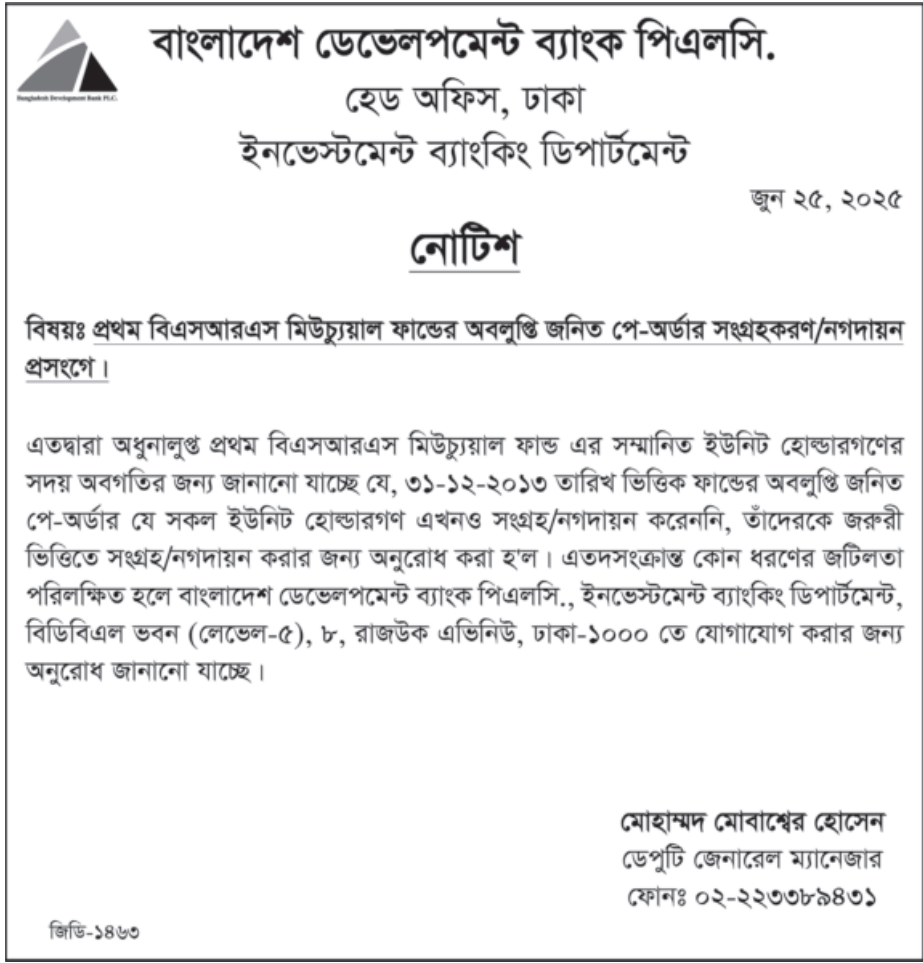 বাংলাদেশ ডেভেলপমেন্ট ব্যাংক পিএলসি.
Bangladesh Development Bank PLC.
হেড অফিস, ঢাকা
ইনভেস্টমেন্ট ব্যাংকিং ডিপার্টমেন্ট
জুন ২৫, ২০২৫
নোটিশ
বিষয়ঃ প্রথম বিএসআরএস মিউচ্যুয়াল ফান্ডের অবলুপ্তি জনিত পে-অর্ডার সংগ্রহকরণ/নগদায়ন
প্রসংগে।
এতদ্বারা অধুনালুপ্ত প্রথম বিএসআরএস মিউচ্যুয়াল ফান্ড এর সম্মানিত ইউনিট হোল্ডারগণের
সদয় অবগতির জন্য জানানো যাচ্ছে যে, ৩১-১২-২০১৩ তারিখ ভিত্তিক ফান্ডের অবলুপ্তি জনিত
পে-অর্ডার যে সকল ইউনিট হোল্ডারগণ এখনও সংগ্রহ/নগদায়ন করেননি, তাঁদেরকে জরুরী
ভিত্তিতে সংগ্রহ/নগদায়ন করার জন্য অনুরোধ করা হ'ল। এতদসংক্রান্ত কোন ধরণের জটিলতা
পরিলক্ষিত হলে বাংলাদেশ ডেভেলপমেন্ট ব্যাংক পিএলসি., ইনভেস্টমেন্ট ব্যাংকিং ডিপার্টমেন্ট,
বিডিবিএল ভবন (লেভেল-৫), ৮, রাজউক এভিনিউ, ঢাকা-১০০০ তে যোগাযোগ করার জন্য
অনুরোধ জানানো যাচ্ছে।
মোহাম্মদ মোবাশ্বের হোসেন
ডেপুটি জেনারেল ম্যানেজার
ফোনঃ ০২-২২৩৩৮৯৪৩১
জিডি-১৪৬৩